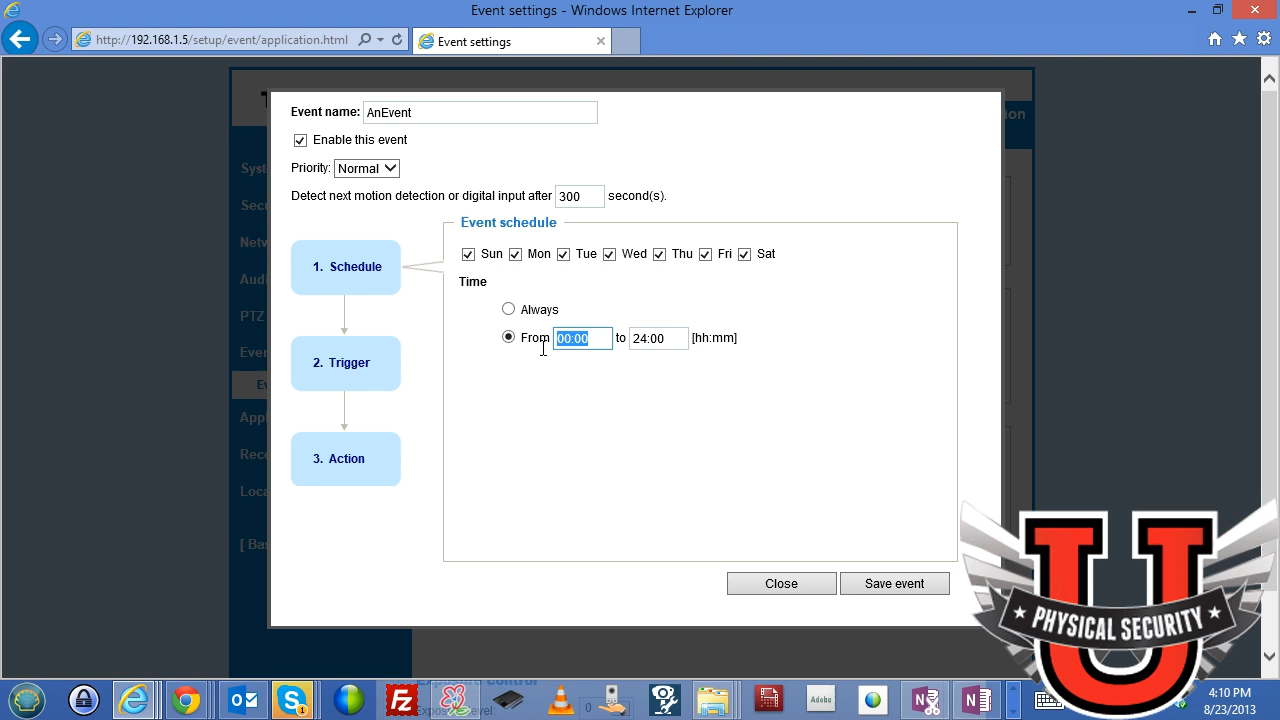 Event settings - Windows Internet Explorer
http://192.168.1.5/setup/event/application.html
Event settings
Event name: AnEvent
Enable this event
Priority: Normal
Detect next motion detection or digital input after 300 second(s).
Event schedule
Sun Mon Tue Wed Thu Fri Sat
Time
Always
From 00:00 to 24:00 [hh:mm]
1. Schedule
2. Trigger
3. Action
Close Save event
PHYSICAL SECURITY
U
Adobe
4:10 PM
8/23/2013